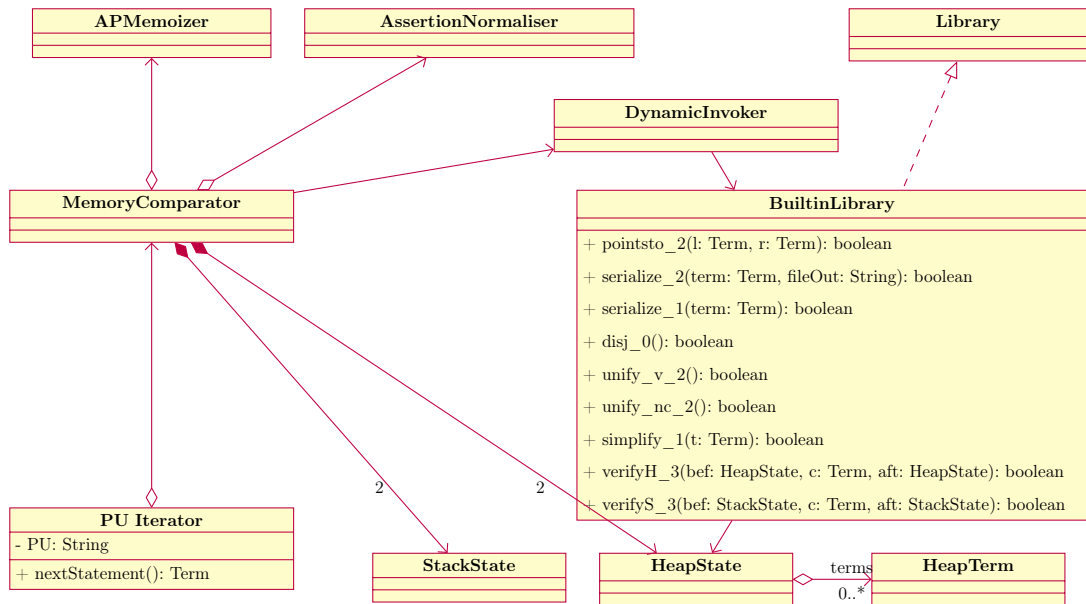 APMemoizer
AssertionNormaliser
Library
DynamicInvoker
MemoryComparator
BuiltinLibrary
+ pointsto_2(l: Term, r: Term): boolean
+ serialize_2(term: Term, fileOut: String): boolean
+ serialize_1(term: Term): boolean
+ disj_0(): boolean
+ unify_v_2(): boolean
+ unify_nc_2(): boolean
+ simplify_1(t: Term): boolean
+ verifyH_3(bef: HeapState, c: Term, aft: HeapState): boolean
+ verifyS_3(bef: StackState, c: Term, aft: StackState): boolean
2
2
PU Iterator
- PU: String
+ nextStatement(): Term
StackState
HeapState
terms
0..*
HeapTerm